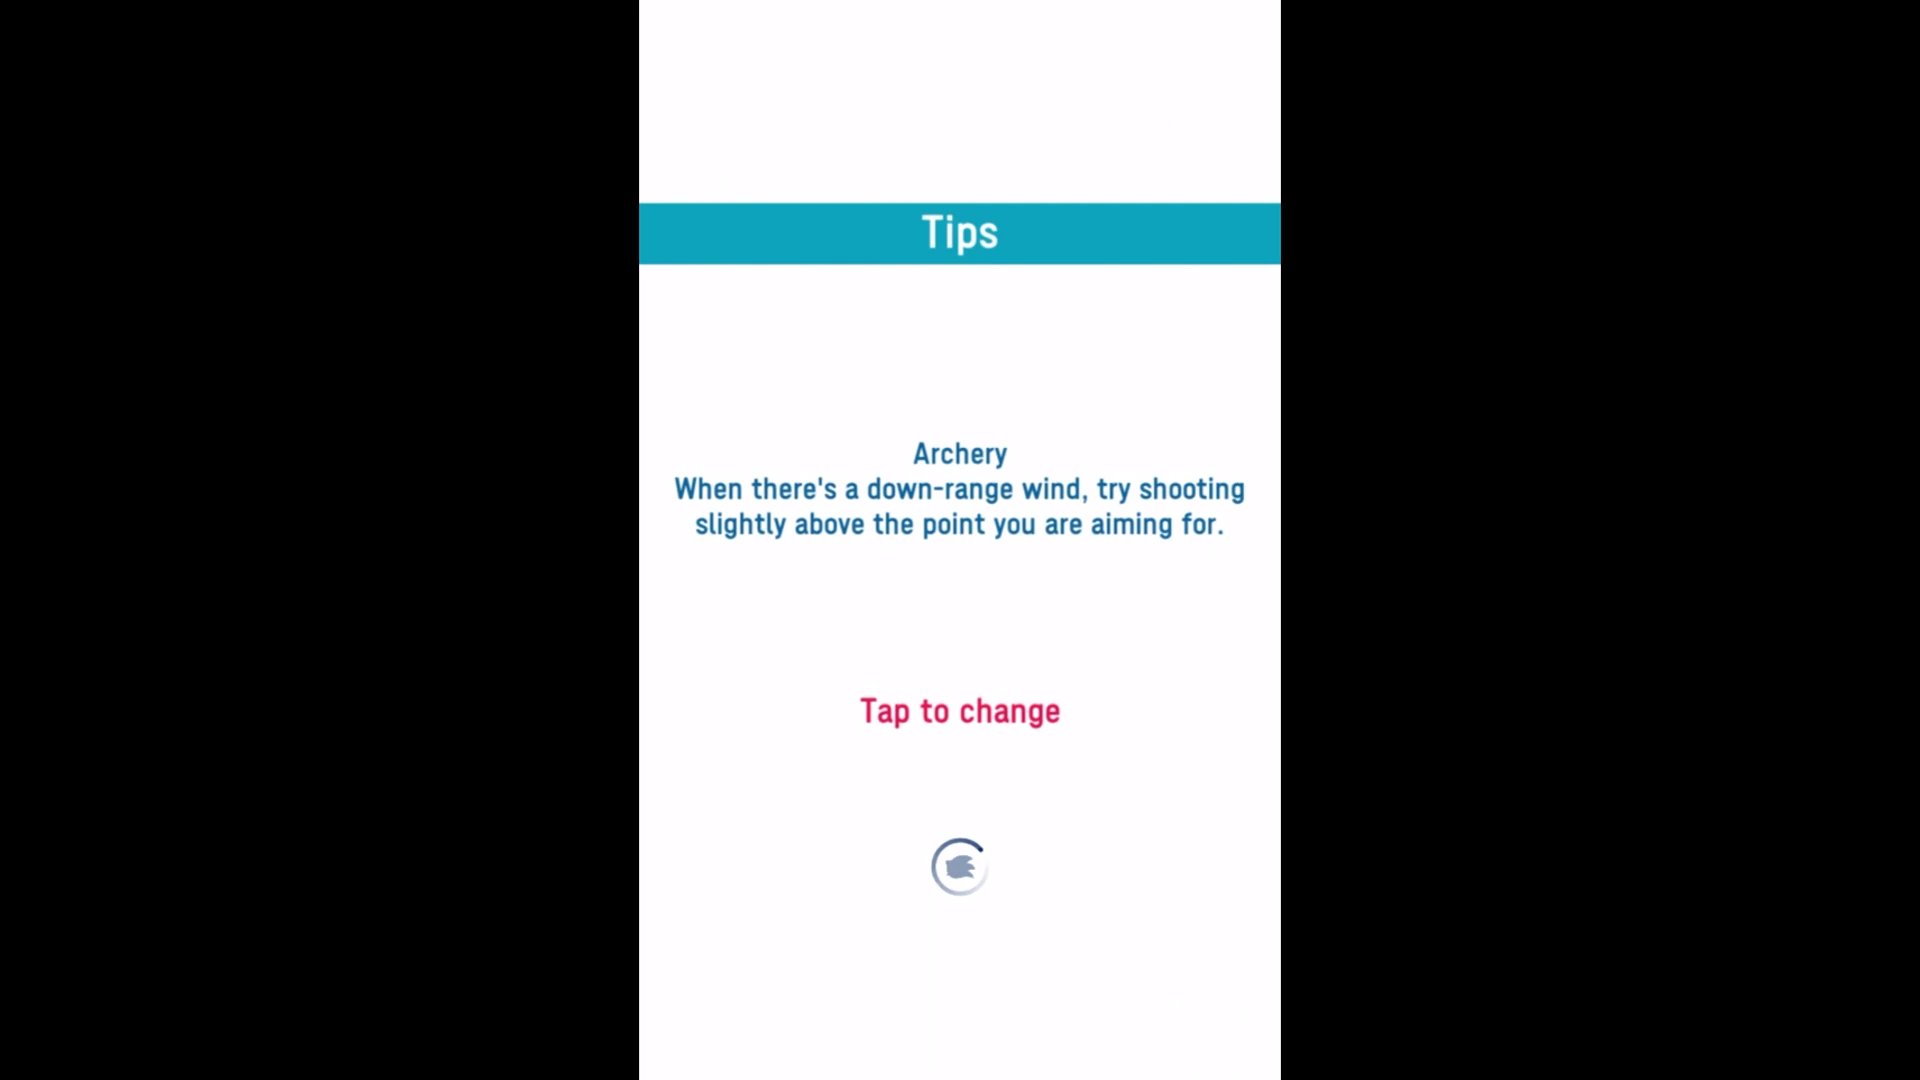 Tips
Archery
When there's a down-range wind, try shooting
slightly above the point you are aiming for.
Tap to change